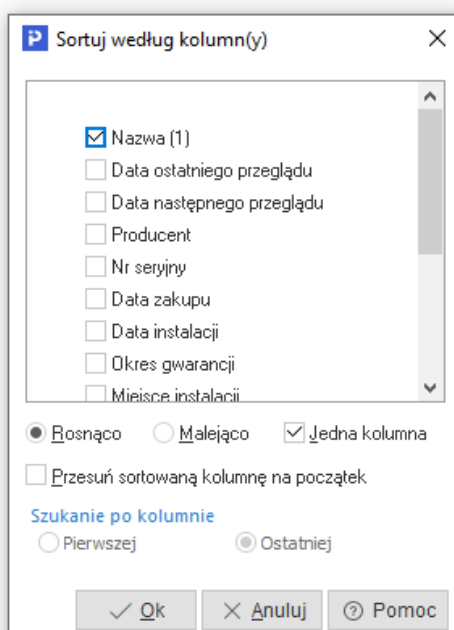 Sortuj według kolumn(y)
Nazwa (1)
Data ostatniego przeglądu
Data następnego przeglądu
Producent
Nr seryjny
Data zakupu
Data instalacji
Okres gwarancji
Miejsce instalacji
Rosnąco Malejąco Jedna kolumna
Przesuń sortowaną kolumnę na początek
Szukanie po kolumnie
Pierwszej Ostatniej
Ok Anuluj Pomoc